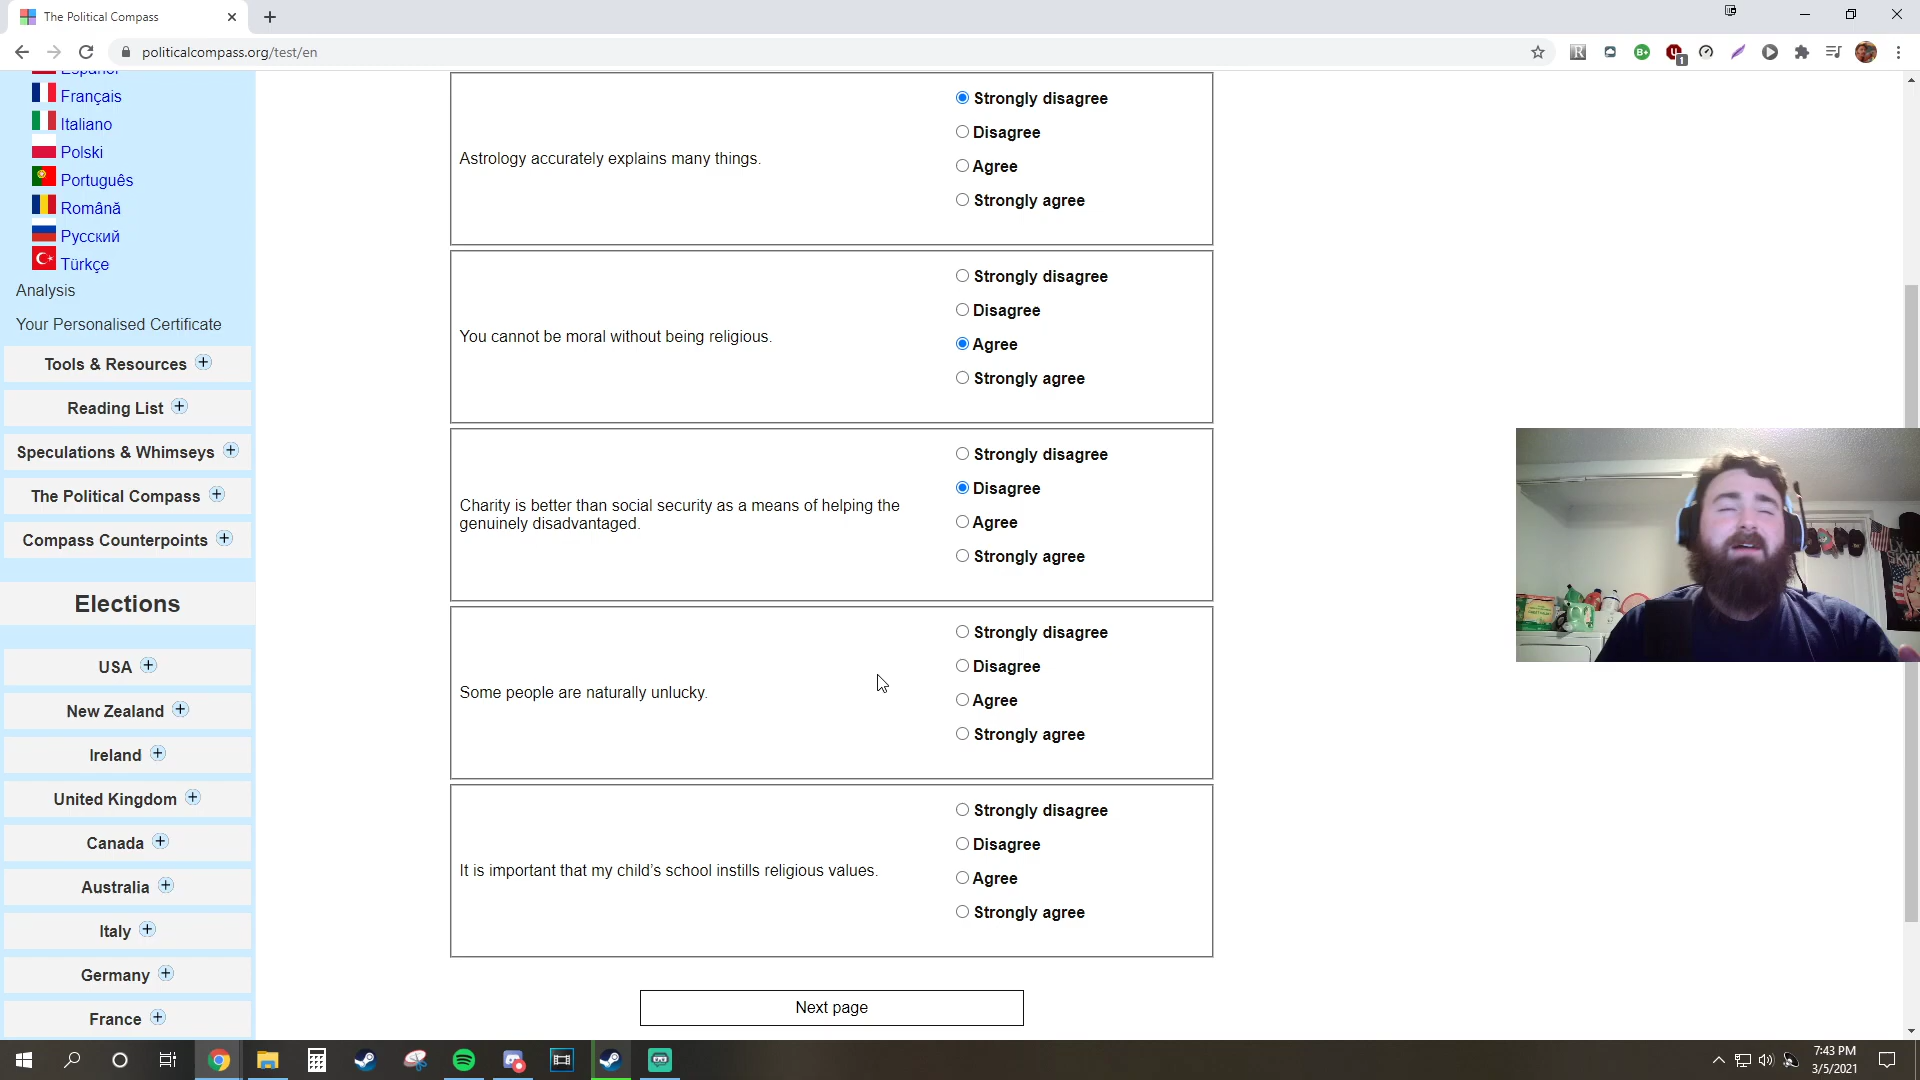 The Political Compass
politicalcompass.org/test/en
1
Español
Français
Italiano
Polski
Português
Română
Русский
Türkçe
Analysis
Your Personalised Certificate
Tools & Resources
Reading List
Speculations & Whimseys
The Political Compass
Compass Counterpoints
Elections
USA
New Zealand
Ireland
United Kingdom
Canada
Australia
Italy
Germany
France
Astrology accurately explains many things.
Strongly disagree
Disagree
Agree
Strongly agree
You cannot be moral without being religious.
Strongly disagree
Disagree
Agree
Strongly agree
Charity is better than social security as a means of helping the
genuinely disadvantaged.
Strongly disagree
Disagree
Agree
Strongly agree
Some people are naturally unlucky.
Strongly disagree
Disagree
Agree
Strongly agree
It is important that my child’s school instills religious values.
Strongly disagree
Disagree
Agree
Strongly agree
Next page
7:43 PM
3/5/2021